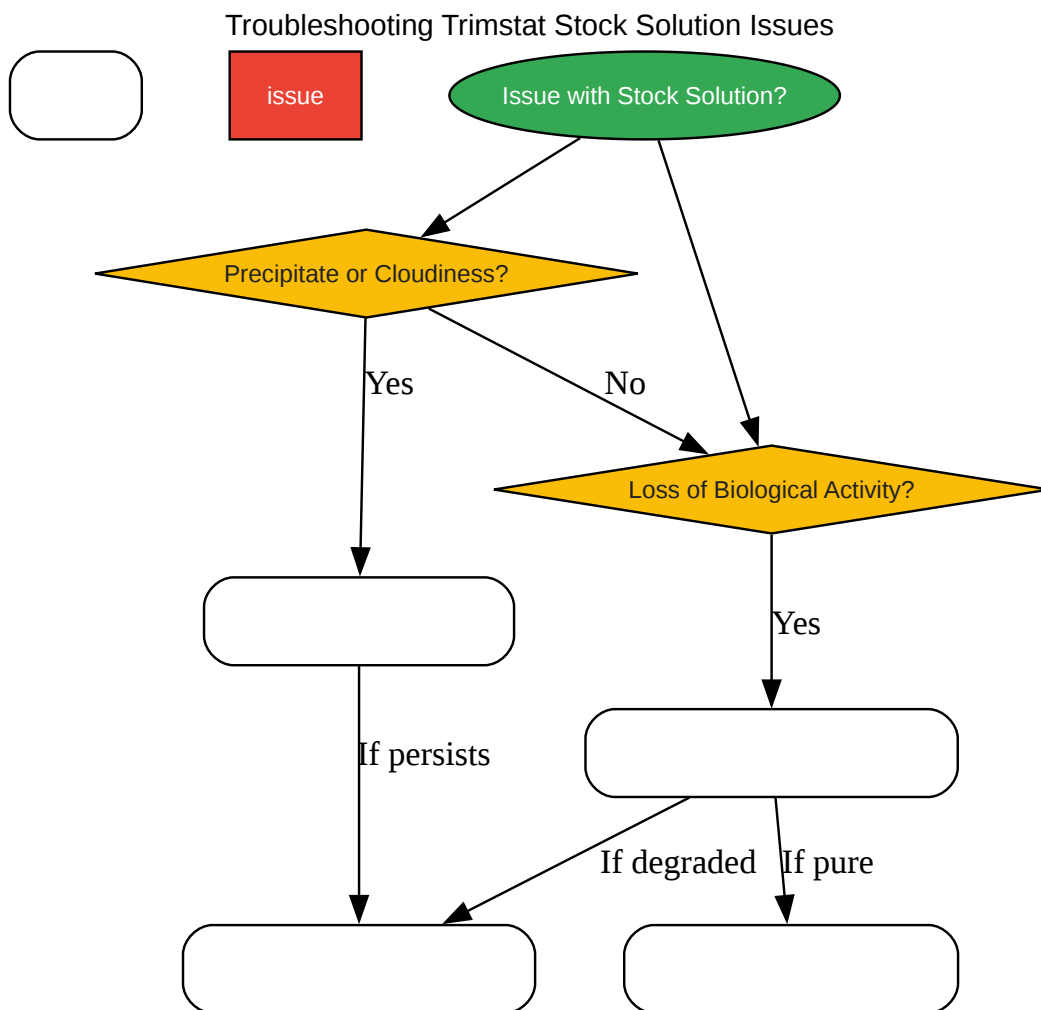 Troubleshooting Trimstat Stock Solution Issues
issue
Issue with Stock Solution?
Precipitate or Cloudiness?
Yes
No
Loss of Biological Activity?
Yes
If persists
If degraded
If pure